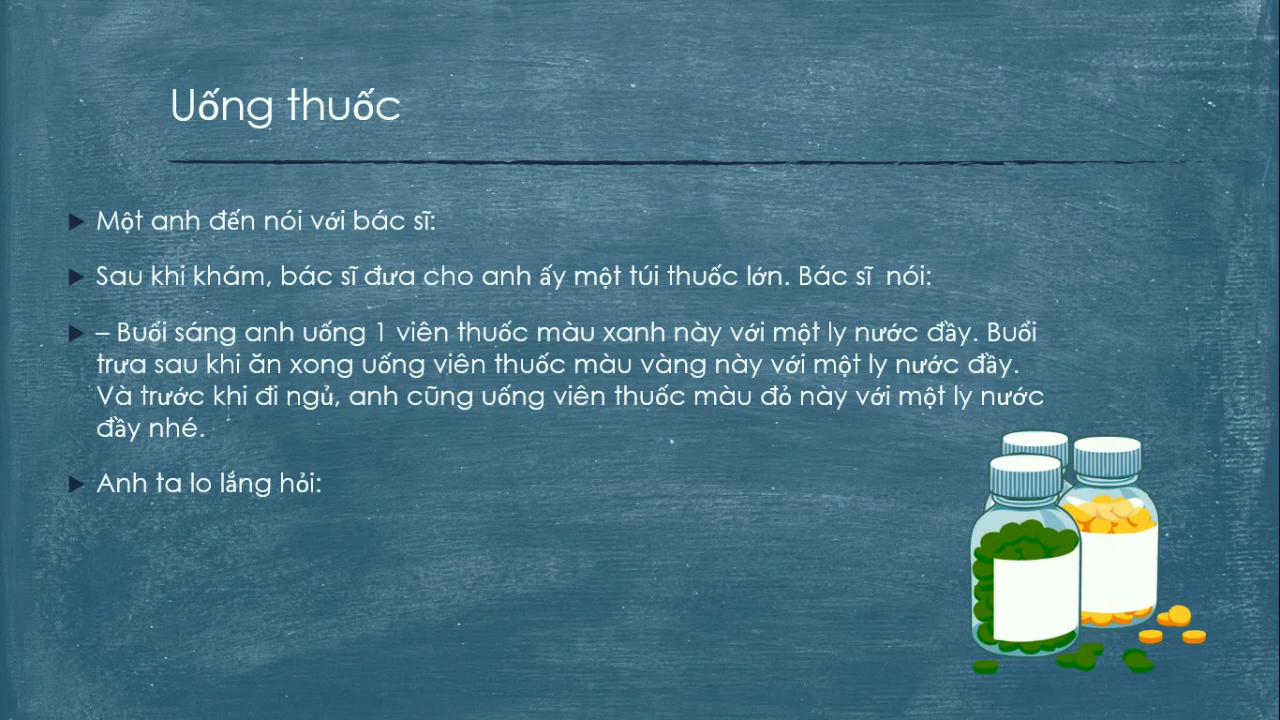 Uống thuốc
Một anh đến nói với bác sĩ:
Sau khi khám, bác sĩ đưa cho anh ấy một túi thuốc lớn. Bác sĩ  nói:
– Buổi sáng anh uống 1 viên thuốc màu xanh này với một ly nước đầy. Buổi
trưa sau khi ăn xong uống viên thuốc màu vàng này với một ly nước đầy.
Và trước khi đi ngủ, anh cũng uống viên thuốc màu đỏ này với một ly nước
đầy nhé.
Anh ta lo lắng hỏi: